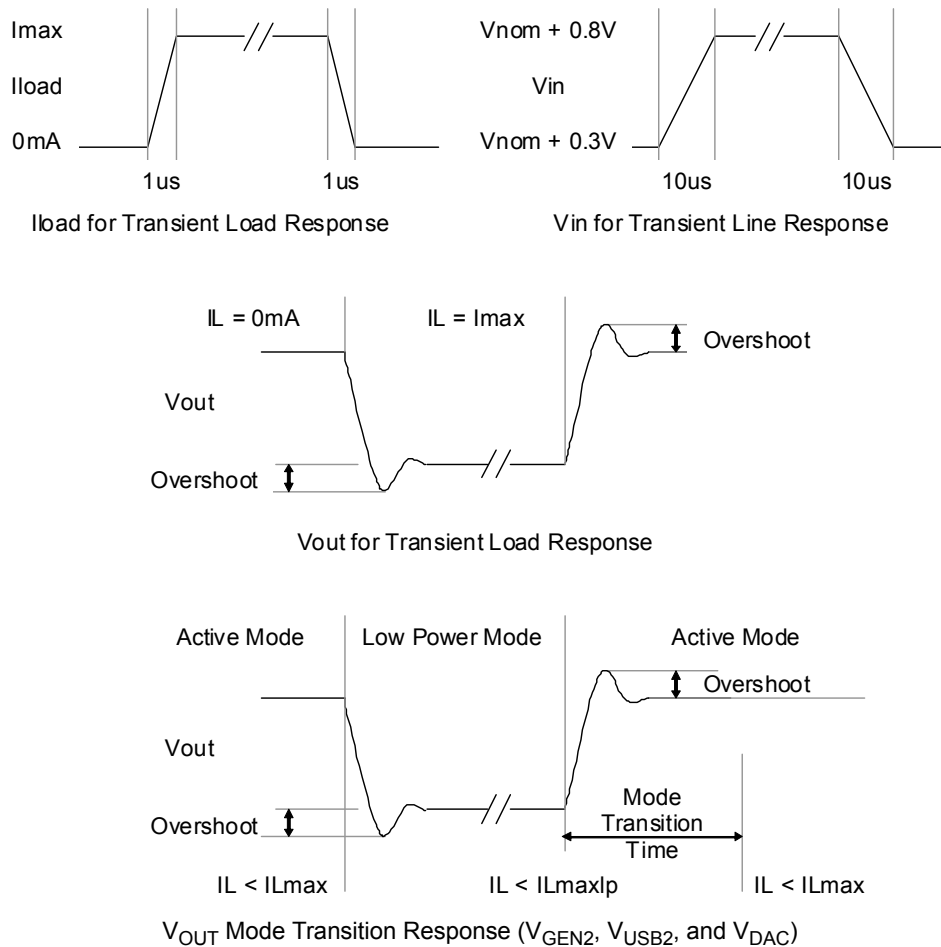 Imax
Iload
0mA
1us
1us
Iload for Transient Load Response
Vnom + 0.8V
Vin
Vnom + 0.3V
10us
10us
Vin for Transient Line Response
IL = 0mA
IL = Imax
Overshoot
Vout
Overshoot
Vout for Transient Load Response
Active Mode
Low Power Mode
Active Mode
Overshoot
Vout
Overshoot
Mode
Transition
Time
IL < ILmax
IL < ILmaxlp
IL < ILmax
VOUT Mode Transition Response (VGEN2, VUSB2, and VDAC)